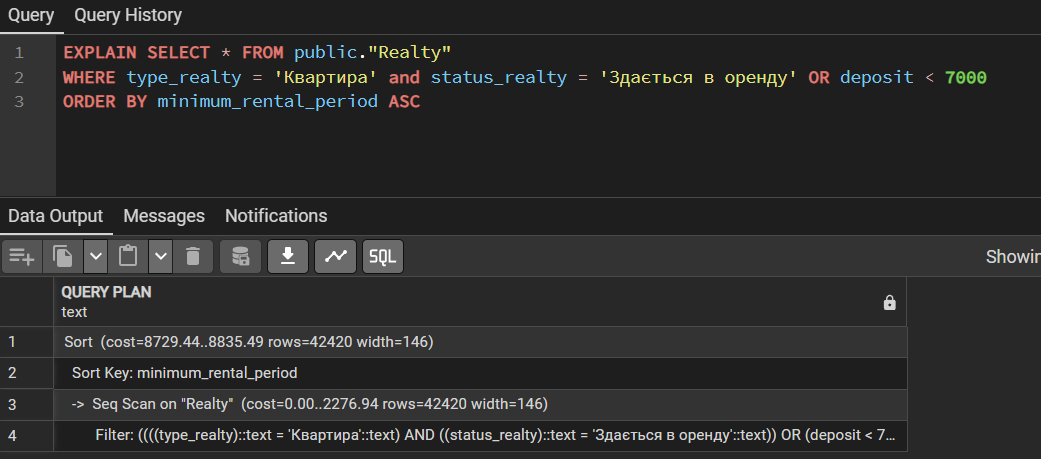 Query Query History
1 EXPLAIN SELECT * FROM public."Realty"
2 WHERE type_realty = 'Квартира' and status_realty = 'Здається в оренду' OR deposit < 7000
3 ORDER BY minimum_rental_period ASC
Data Output Messages Notifications
SQL
Showin
QUERY PLAN
text
1 Sort (cost=8729.44..8835.49 rows=42420 width=146)
2 Sort Key: minimum_rental_period
3 -> Seq Scan on "Realty" (cost=0.00..2276.94 rows=42420 width=146)
4 Filter: ((((type_realty)::text = 'Квартира'::text) AND ((status_realty)::text = 'Здається в оренду'::text)) OR (deposit < 7...